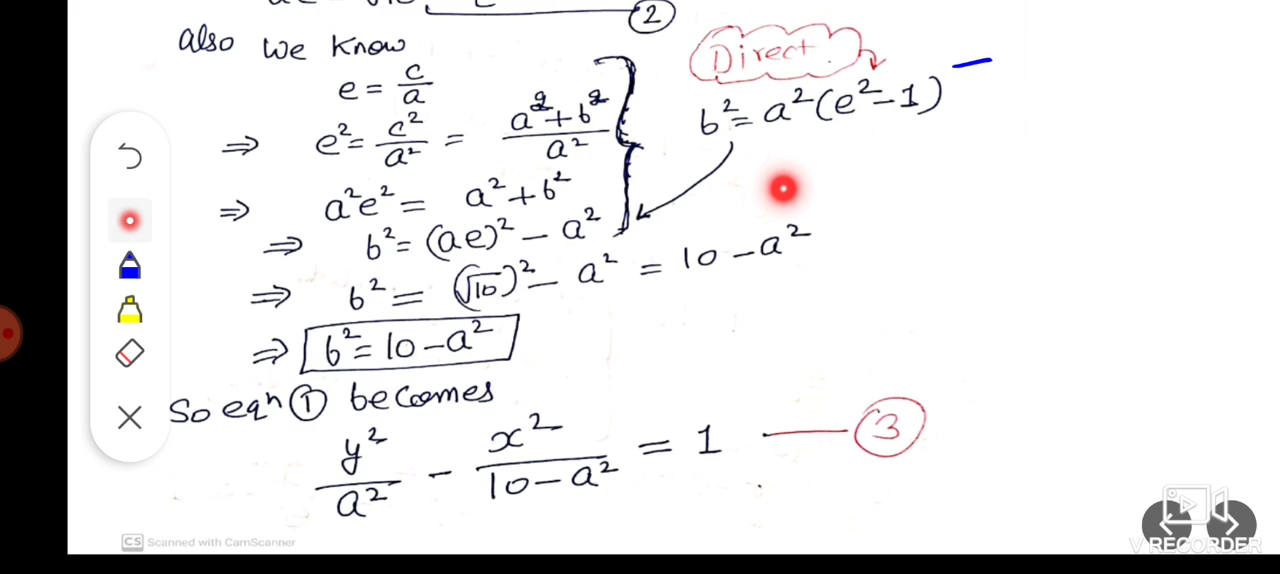 ②
also we know
Direct
e = c/a
⇒ e² = c²/a² = (a² + b²)/a²
b² = a²(e² - 1)
⇒ a²e² = a² + b²
⇒ b² = (ae)² - a²
⇒ b² = (√10)² - a² = 10 - a²
⇒ b² = 10 - a²
So eqⁿ ① becomes
y²/a² - x²/(10 - a²) = 1 — ③
CS Scanned with CamScanner
V RECORDER